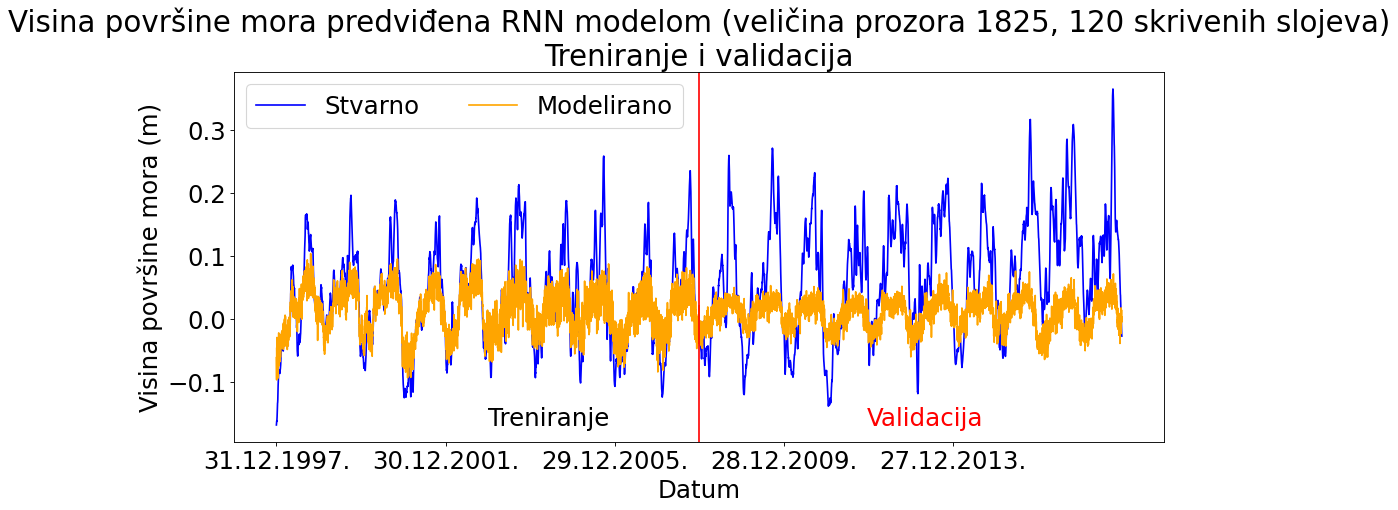 Visina površine mora predviđena RNN modelom (veličina prozora 1825, 120 skrivenih slojeva)
Treniranje i validacija
Stvarno
Modelirano
Visina površine mora (m)
0.3
0.2
0.1
0.0
−0.1
Treniranje
Validacija
31.12.1997.
30.12.2001.
29.12.2005.
28.12.2009.
27.12.2013.
Datum